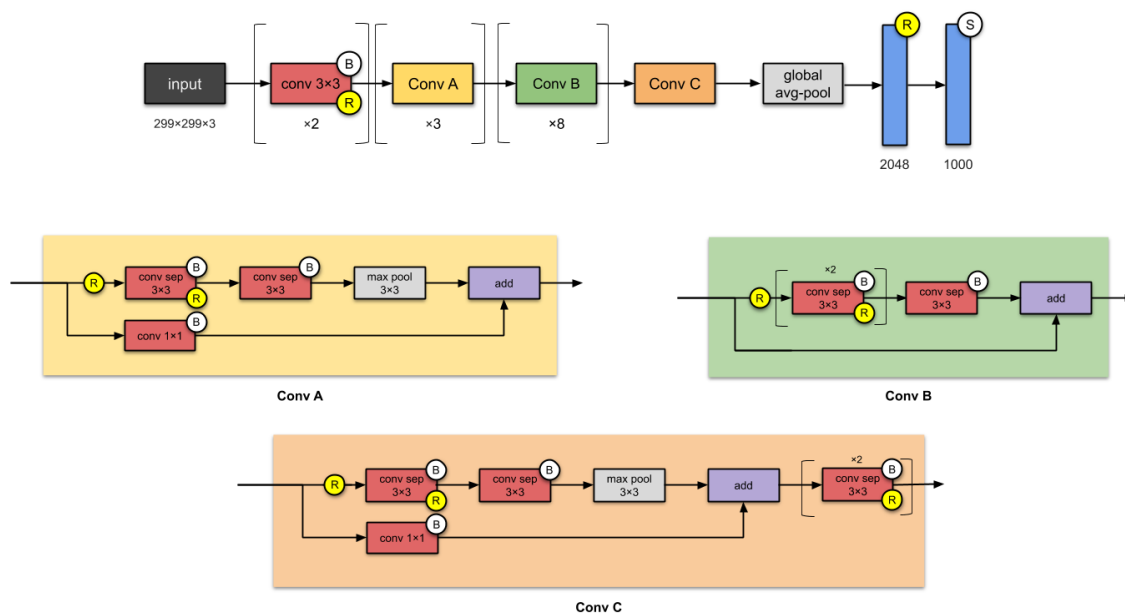 input
299×299×3
conv 3×3
B
R
×2
Conv A
×3
Conv B
×8
Conv C
global
avg-pool
R
2048
S
1000
R
conv sep
3×3
B
R
conv sep
3×3
B
max pool
3×3
add
conv 1×1
B
Conv A
R
×2
conv sep
3×3
B
R
conv sep
3×3
B
add
Conv B
R
conv sep
3×3
B
R
conv sep
3×3
B
max pool
3×3
add
×2
conv sep
3×3
B
R
conv 1×1
B
Conv C